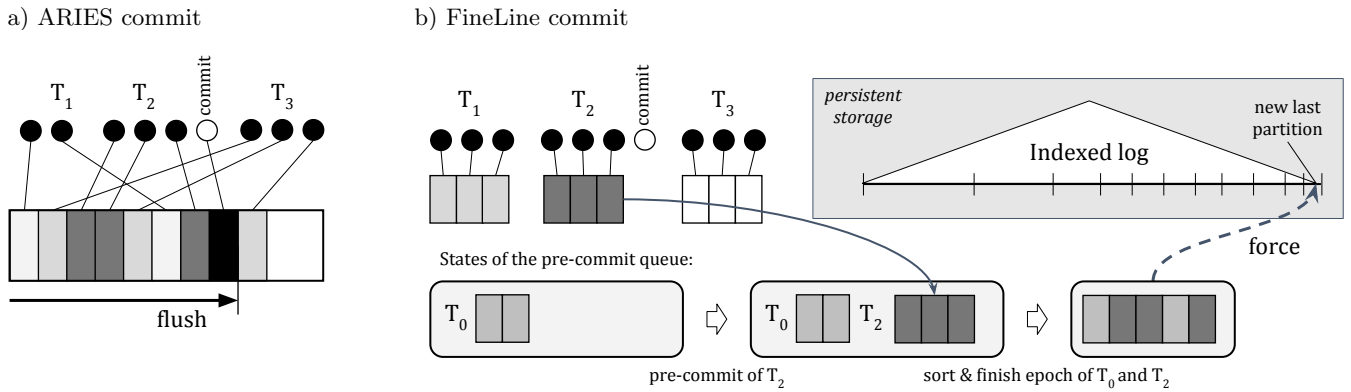 a) ARIES commit
T1
T2
commit
T3
flush
b) FineLine commit
T1
T2
commit
T3
persistent
storage
Indexed log
new last
partition
force
States of the pre-commit queue:
T0
T0
T2
pre-commit of T2
sort & finish epoch of T0 and T2